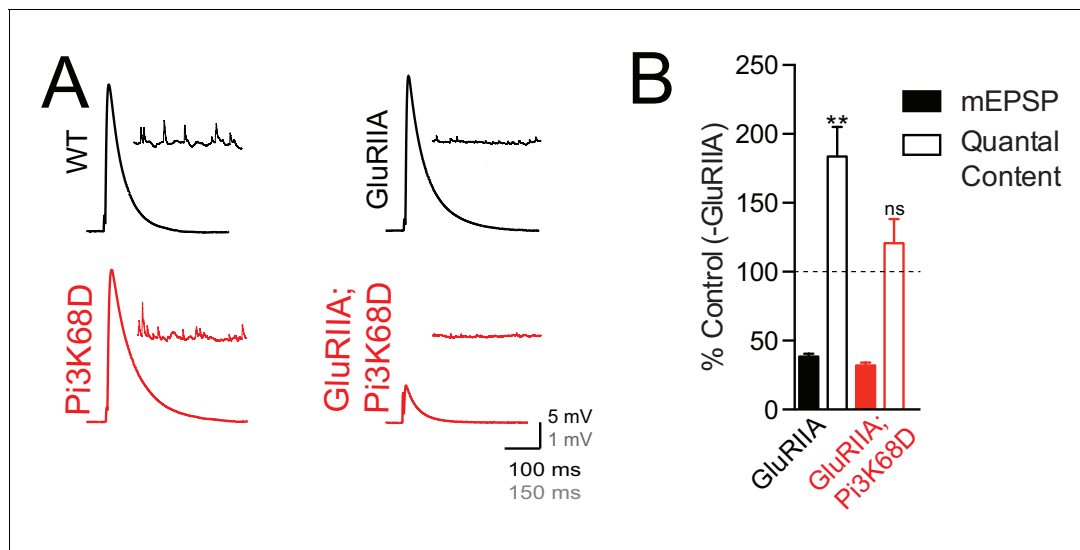 A
WT
GluRIIA
Pi3K68D
GluRIIA;
Pi3K68D
5 mV
1 mV
100 ms
150 ms
B
% Control (-GluRIIA)
250
200
150
100
50
0
**
ns
mEPSP
Quantal
Content
GluRIIA
GluRIIA;
Pi3K68D